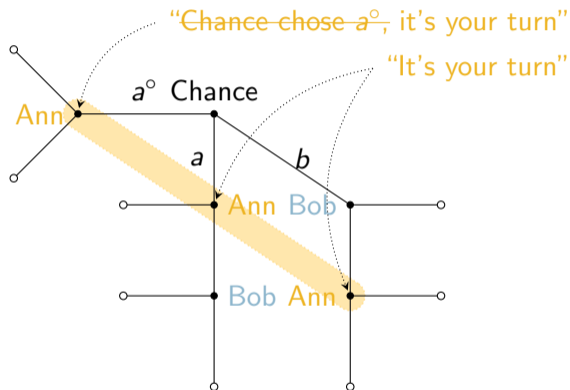 “Chance chose a°, it's your turn”
“It's your turn”
a° Chance
Ann
a
b
Ann Bob
Bob Ann